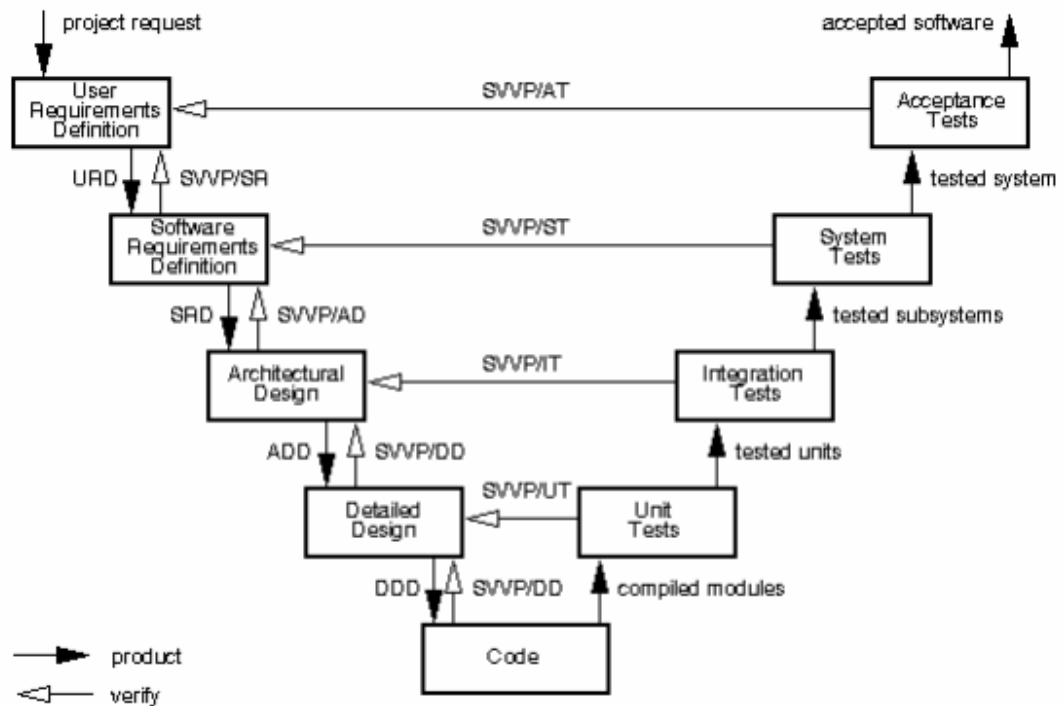 project request
accepted software
User
Requirements
Definition
SVVP/AT
Acceptance
Tests
URD
SVVP/SR
tested system
Software
Requirements
Definition
SVVP/ST
System
Tests
SRD
SVVP/AD
tested subsystems
Architectural
Design
SVVP/IT
Integration
Tests
ADD
SVVP/DD
tested units
Detailed
Design
SVVP/UT
Unit
Tests
DDD
SVVP/DD
compiled modules
Code
product
verify